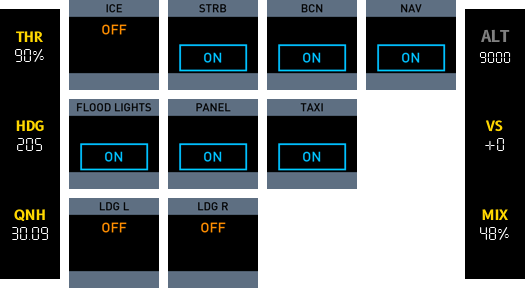 THR
90%
HDG
205
QNH
30.09
ICE
OFF
STRB
ON
BCN
ON
NAV
ON
FLOOD LIGHTS
ON
PANEL
ON
TAXI
ON
LDG L
OFF
LDG R
OFF
ALT
9000
VS
+0
MIX
48%